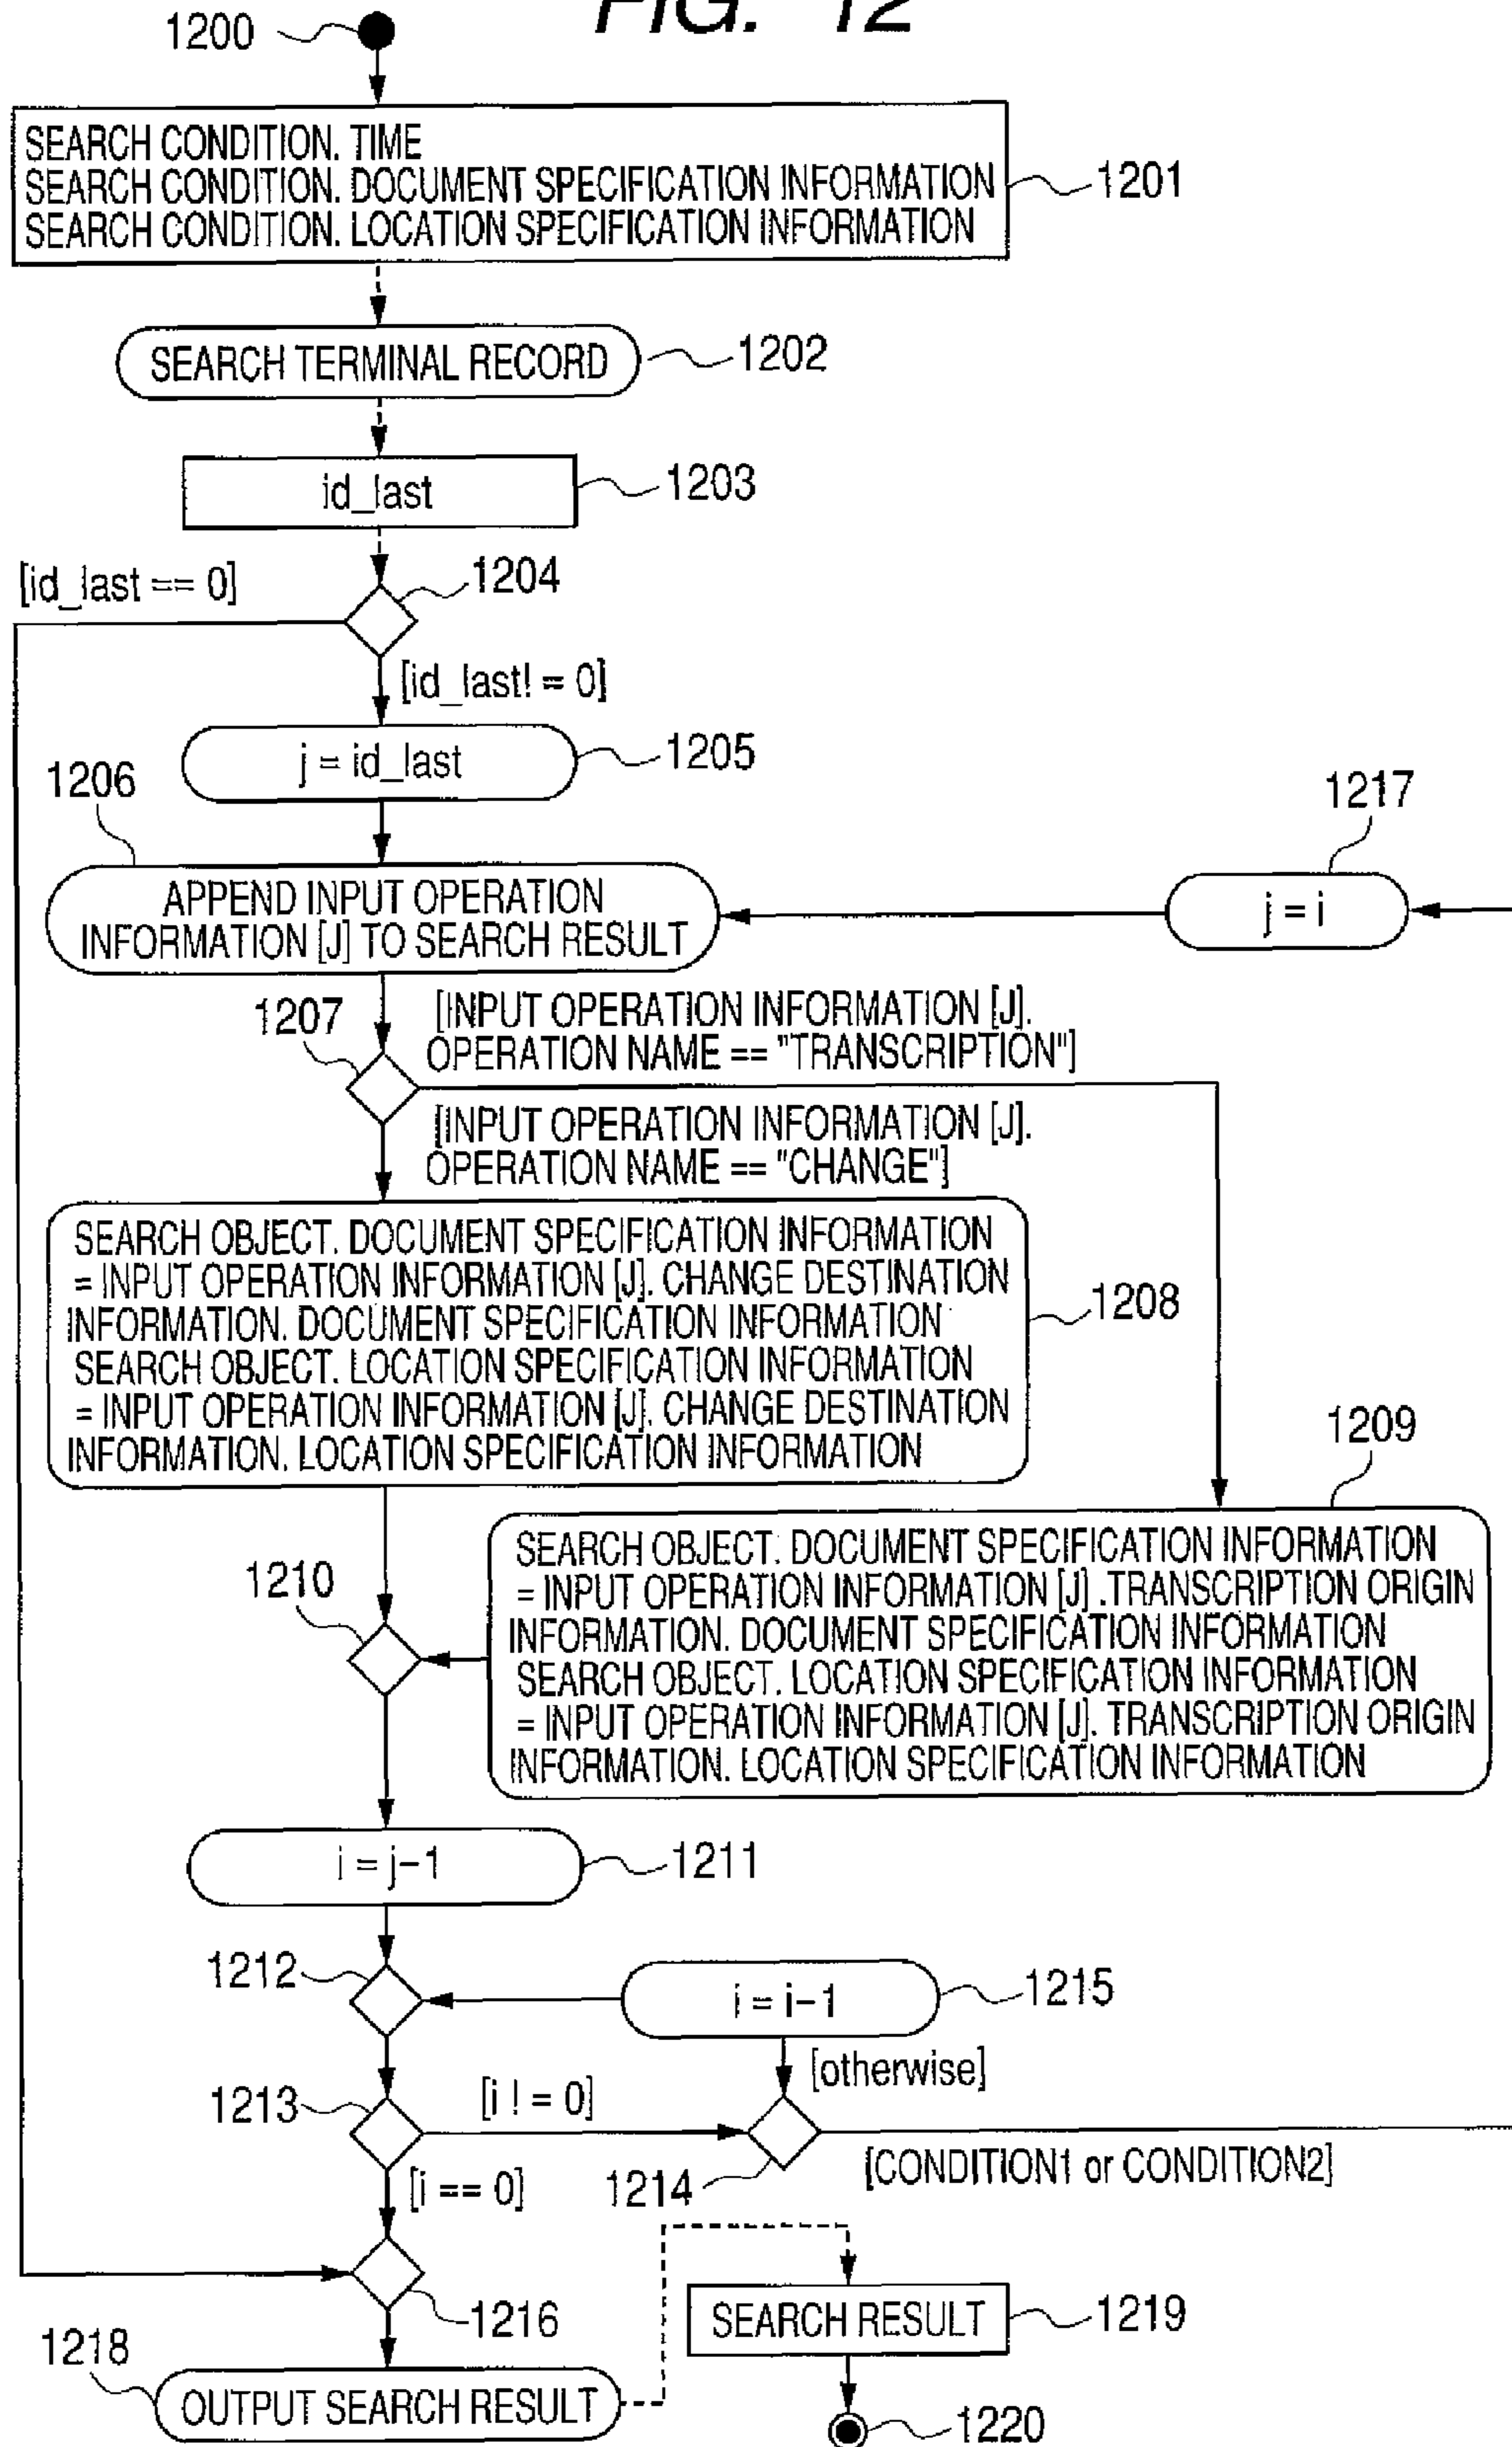 FIG. 12
1200
SEARCH CONDITION. TIME
SEARCH CONDITION. DOCUMENT SPECIFICATION INFORMATION
SEARCH CONDITION. LOCATION SPECIFICATION INFORMATION
1201
SEARCH TERMINAL RECORD
1202
id_last
1203
[id_last == 0]
1204
[id_last! = 0]
j = id_last
1205
1206
1217
APPEND INPUT OPERATION
INFORMATION [J] TO SEARCH RESULT
j = i
1207
[INPUT OPERATION INFORMATION [J].
OPERATION NAME == "TRANSCRIPTION"]
[INPUT OPERATION INFORMATION [J].
OPERATION NAME == "CHANGE"]
SEARCH OBJECT. DOCUMENT SPECIFICATION INFORMATION
= INPUT OPERATION INFORMATION [J]. CHANGE DESTINATION
INFORMATION. DOCUMENT SPECIFICATION INFORMATION
SEARCH OBJECT. LOCATION SPECIFICATION INFORMATION
= INPUT OPERATION INFORMATION [J]. CHANGE DESTINATION
INFORMATION. LOCATION SPECIFICATION INFORMATION
1208
1209
SEARCH OBJECT. DOCUMENT SPECIFICATION INFORMATION
= INPUT OPERATION INFORMATION [J] .TRANSCRIPTION ORIGIN
INFORMATION. DOCUMENT SPECIFICATION INFORMATION
SEARCH OBJECT. LOCATION SPECIFICATION INFORMATION
= INPUT OPERATION INFORMATION [J]. TRANSCRIPTION ORIGIN
INFORMATION. LOCATION SPECIFICATION INFORMATION
1210
i = j-1
1211
1212
i = i-1
1215
[otherwise]
1213
[i ! = 0]
1214
[CONDITION1 or CONDITION2]
[i == 0]
1216
SEARCH RESULT
1219
1218
OUTPUT SEARCH RESULT
1220